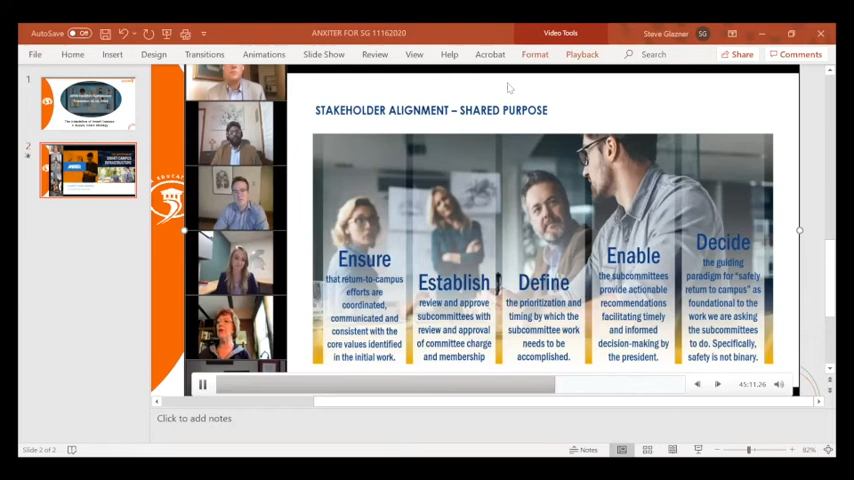 AutoSave Off
ANXITER FOR SG 11162020
Video Tools
Steve Glazner SG
File Home Insert Design Transitions Animations Slide Show Review View Help Acrobat Format Playback Search Share Comments
1
2
EDUCA
STAKEHOLDER ALIGNMENT – SHARED PURPOSE
Ensure
that return-to-campus
efforts are
coordinated,
communicated and
consistent with the
core values identified
in the initial work.
Establish
review and approve
subcommittees with
review and approval
of committee charge
and membership
Define
the prioritization and
timing by which the
subcommittee work
needs to be
accomplished.
Enable
the subcommittees
provide actionable
recommendations
facilitating timely
and informed
decision-making by
the president.
Decide
the guiding
paradigm for "safely
return to campus" as
foundational to the
work we are asking
the subcommittees
to do. Specifically,
safety is not binary.
45:11.26
Click to add notes
Slide 2 of 2
Notes
82%